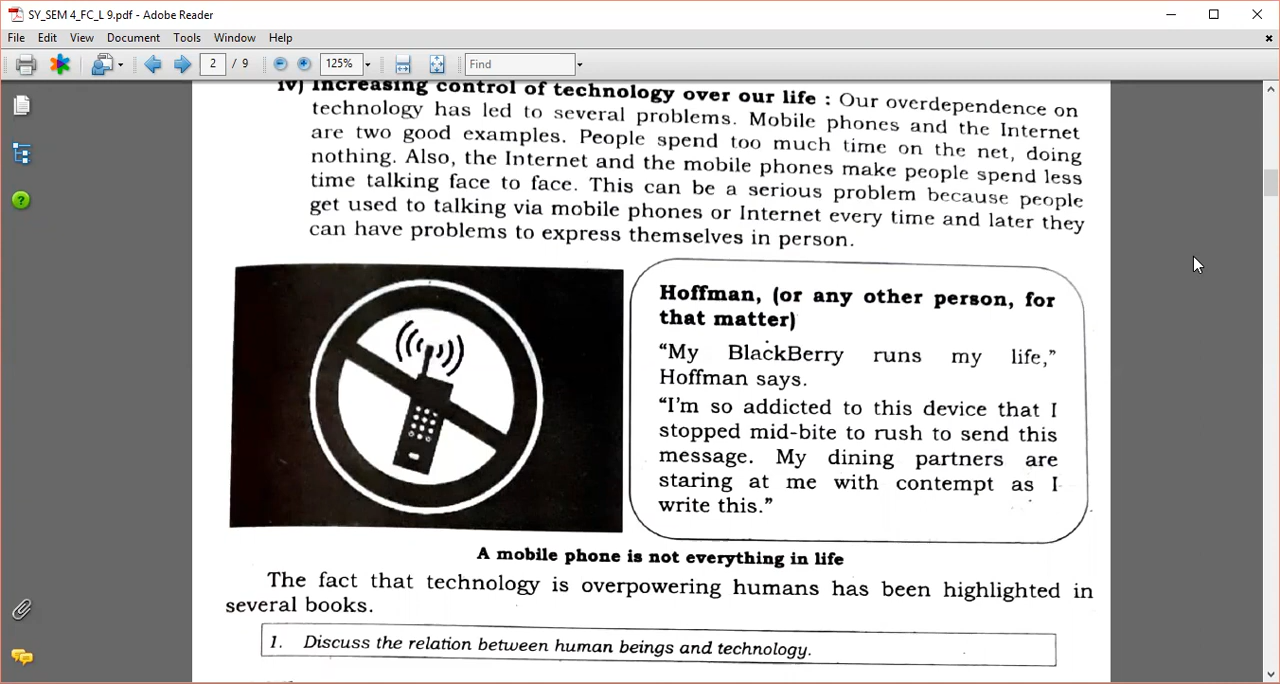 SY_SEM 4_FC_L 9.pdf - Adobe Reader
File Edit View Document Tools Window Help
2 / 9 125% Find
iv) Increasing control of technology over our life : Our overdependence on
technology has led to several problems. Mobile phones and the Internet
are two good examples. People spend too much time on the net, doing
nothing. Also, the Internet and the mobile phones make people spend less
time talking face to face. This can be a serious problem because people
get used to talking via mobile phones or Internet every time and later they
can have problems to express themselves in person.
Hoffman, (or any other person, for
that matter)
“My BlackBerry runs my life,”
Hoffman says.
“I'm so addicted to this device that I
stopped mid-bite to rush to send this
message. My dining partners are
staring at me with contempt as I
write this.”
A mobile phone is not everything in life
The fact that technology is overpowering humans has been highlighted in
several books.
1. Discuss the relation between human beings and technology.